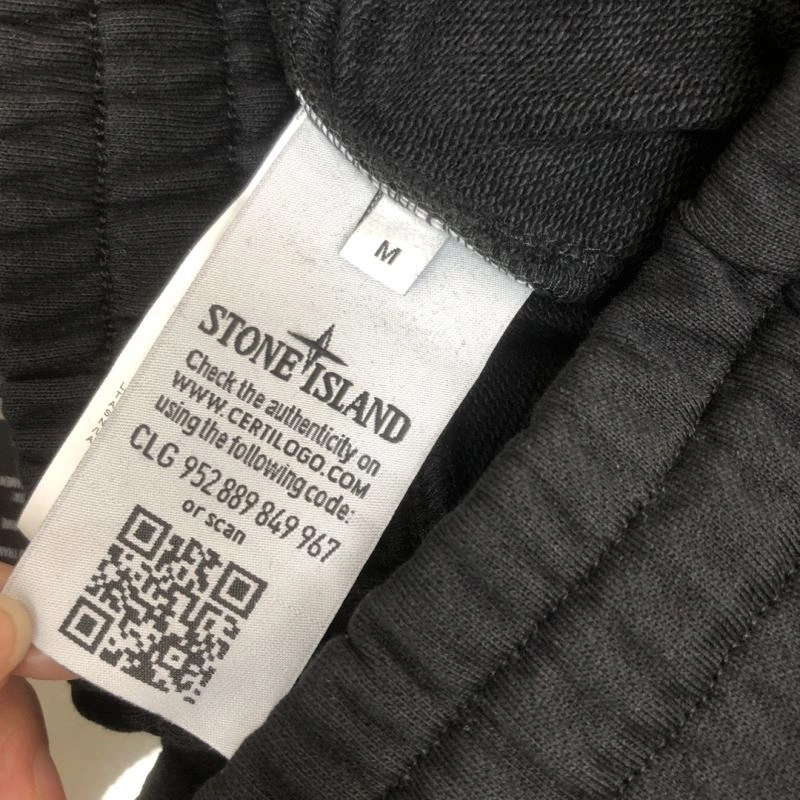 M
STONE ISLAND
Check the authenticity on
WWW.CERTILOGO.COM
using the following code:
CLG 952 889 849 967
or scan